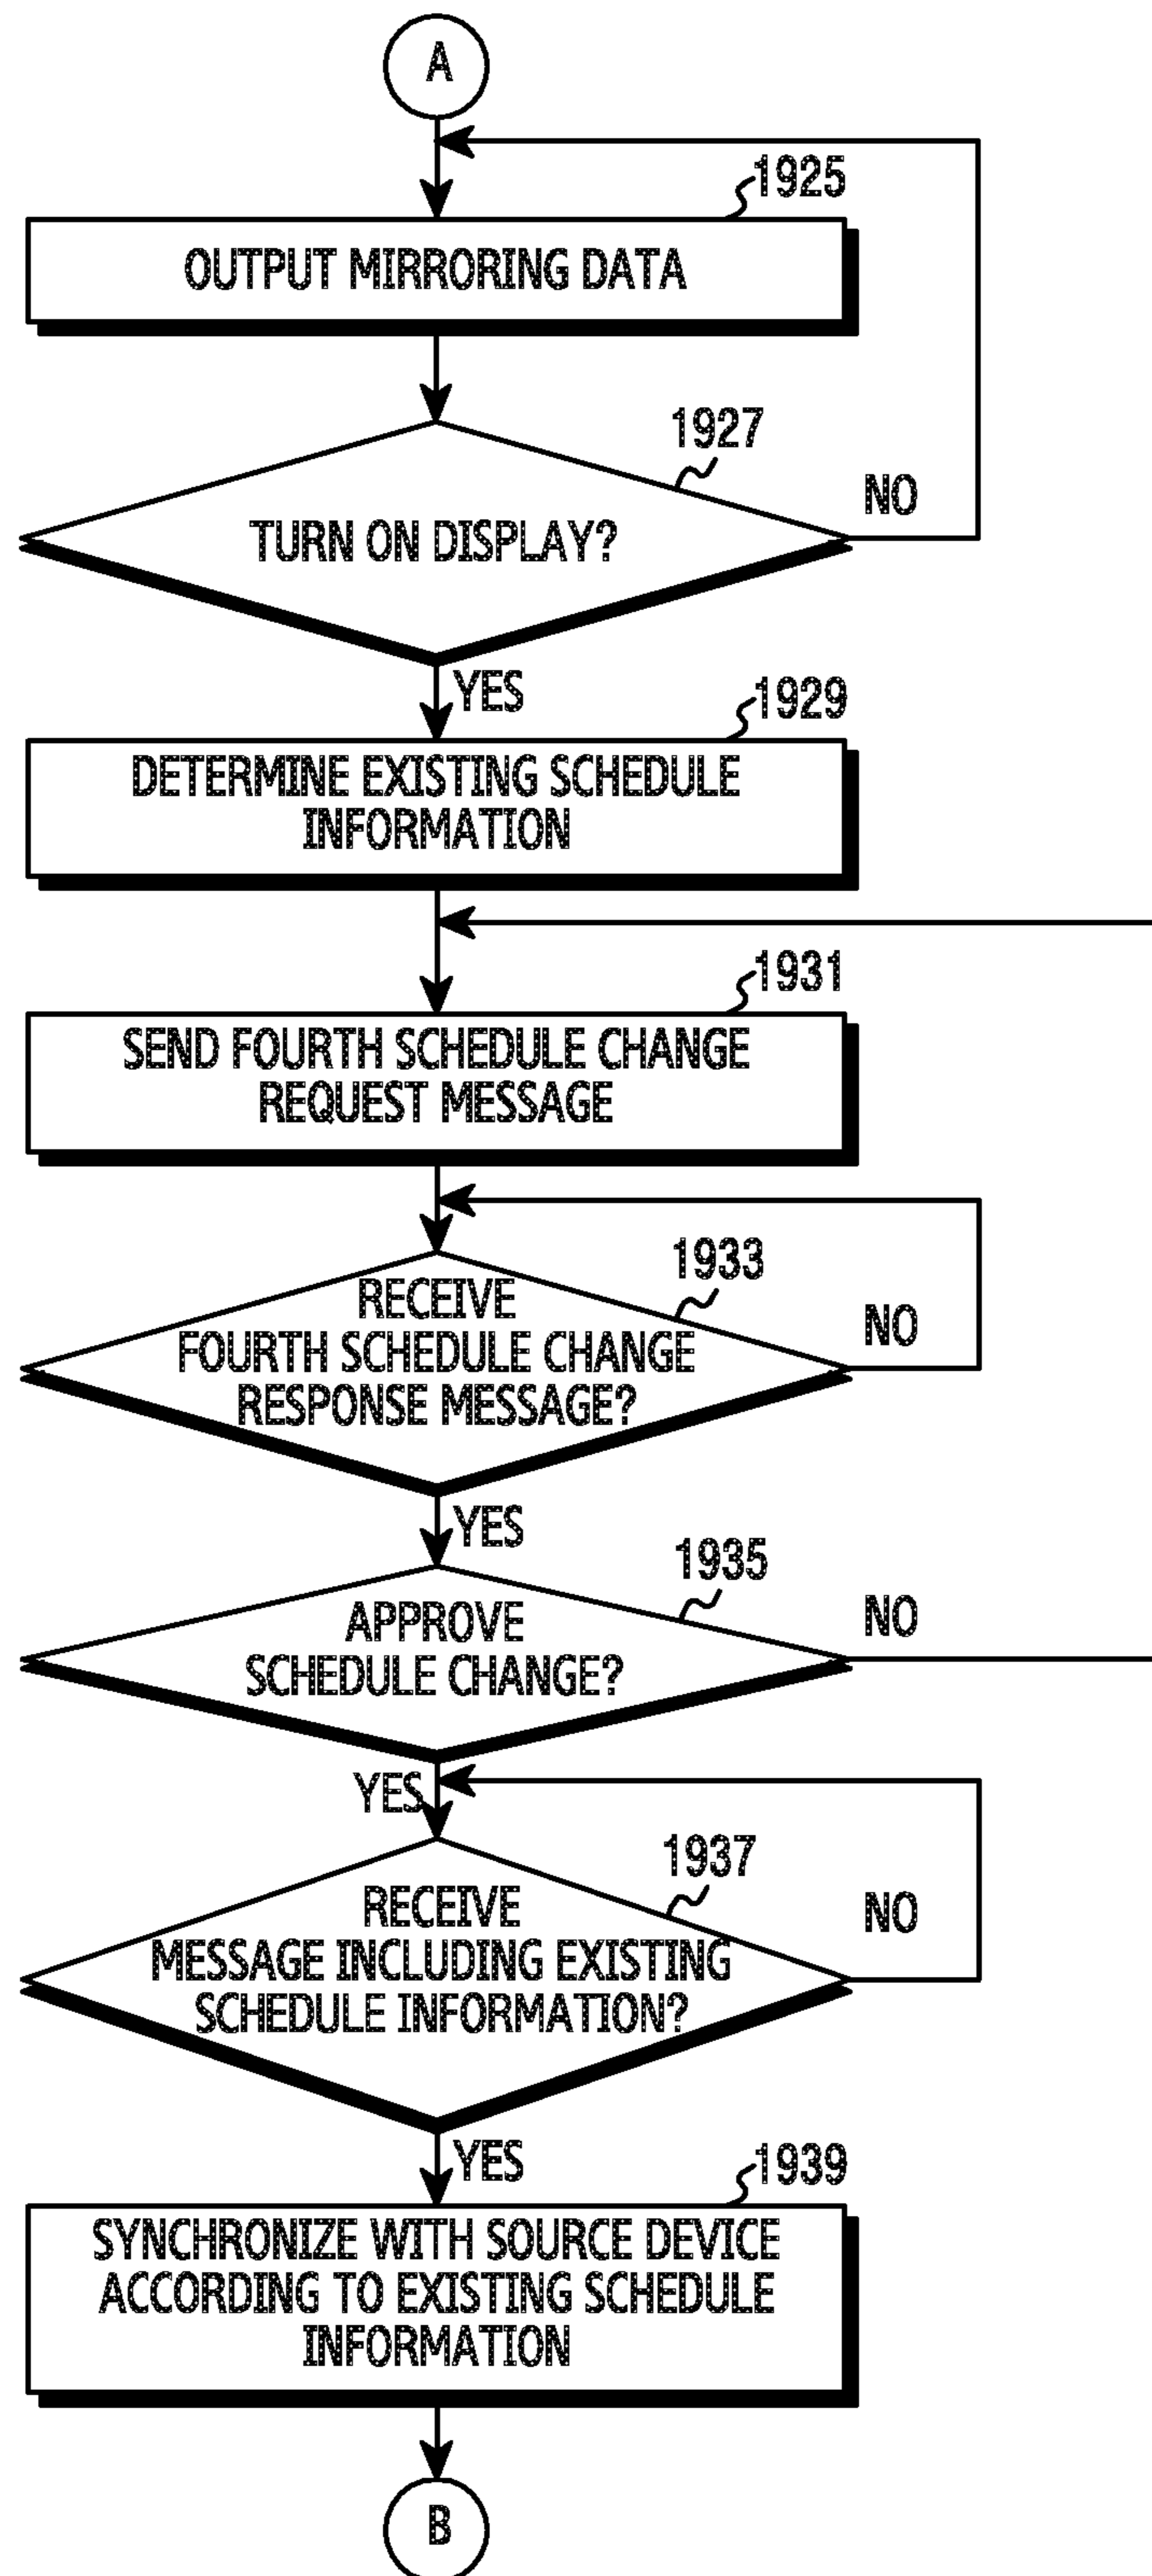 A
1925
OUTPUT MIRRORING DATA
1927
NO
TURN ON DISPLAY?
YES
1929
DETERMINE EXISTING SCHEDULE
INFORMATION
1931
SEND FOURTH SCHEDULE CHANGE
REQUEST MESSAGE
1933
RECEIVE
NO
FOURTH SCHEDULE CHANGE
RESPONSE MESSAGE?
YES
1935
APPROVE
NO
SCHEDULE CHANGE?
YES
1937
RECEIVE
NO
MESSAGE INCLUDING EXISTING
SCHEDULE INFORMATION?
YES
1939
SYNCHRONIZE WITH SOURCE DEVICE
ACCORDING TO EXISTING SCHEDULE
INFORMATION
B